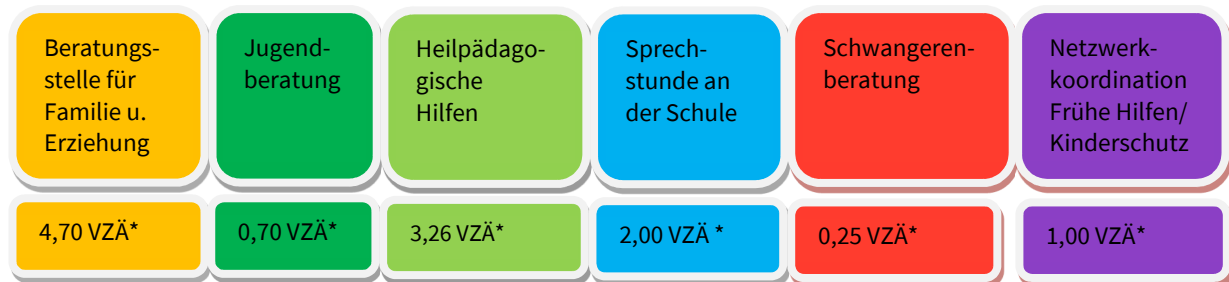 Beratungs-
stelle für
Familie u.
Erziehung
Jugend-
beratung
Heilpädago-
gische
Hilfen
Sprech-
stunde an
der Schule
Schwangeren-
beratung
Netzwerk-
koordination
Frühe Hilfen/
Kinderschutz
4,70 VZÄ*
0,70 VZÄ*
3,26 VZÄ*
2,00 VZÄ *
0,25 VZÄ*
1,00 VZÄ*